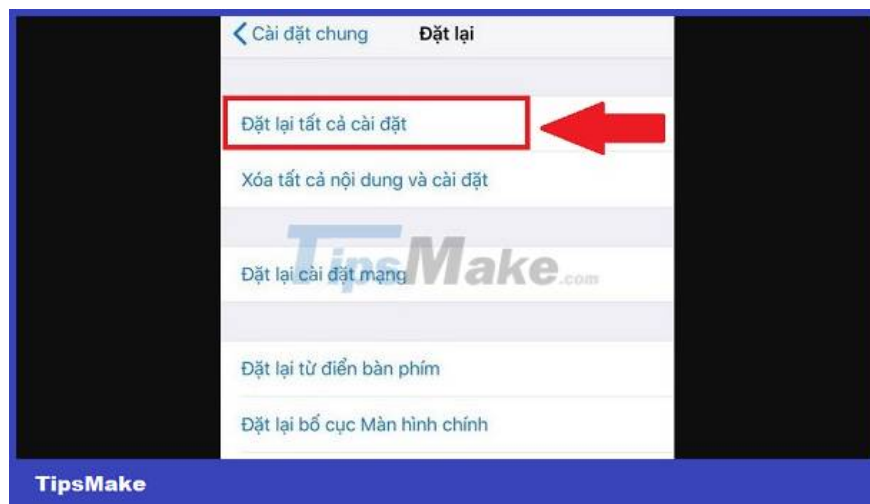 Cài đặt chung Đặt lại
Đặt lại tất cả cài đặt
Xóa tất cả nội dung và cài đặt
TipsMake.com
Đặt lại cài đặt mạng
Đặt lại từ điển bàn phím
Đặt lại bố cục Màn hình chính
TipsMake